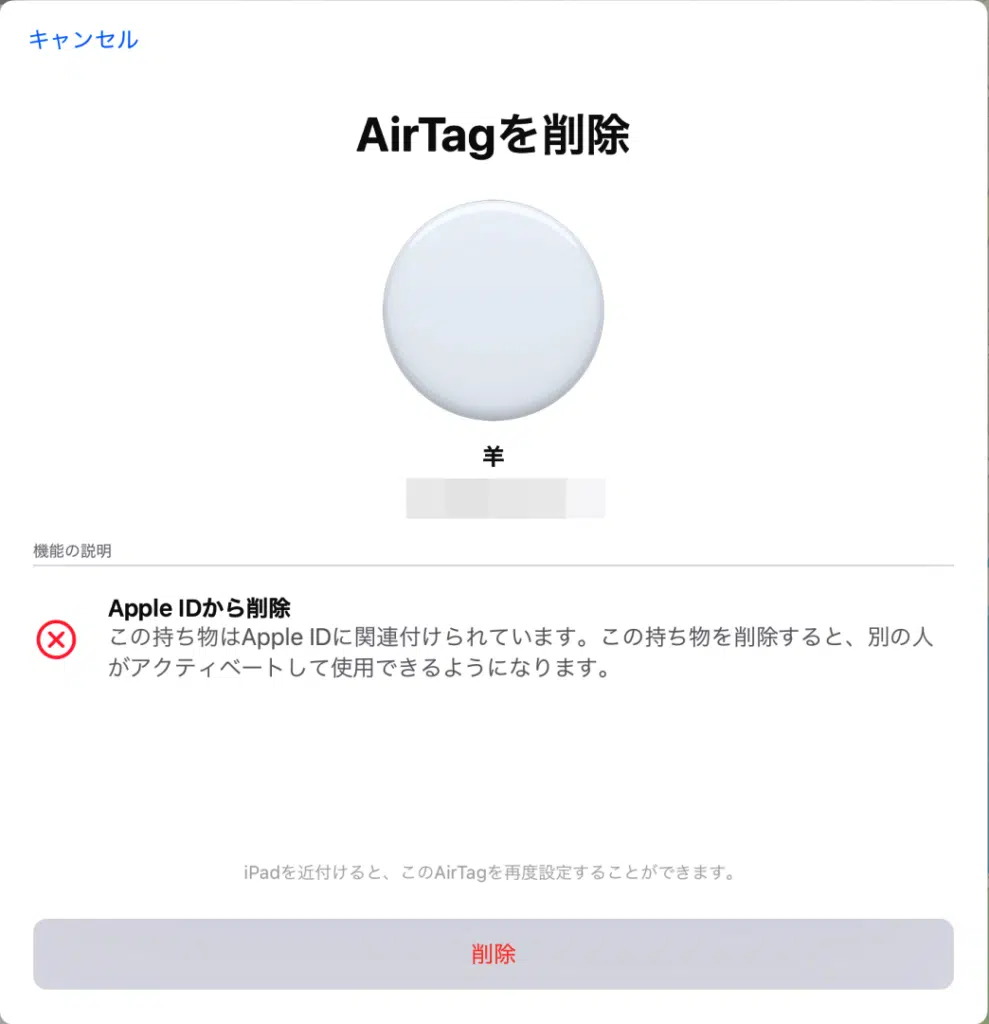 キャンセル
AirTagを削除
羊
機能の説明
Apple IDから削除
この持ち物はApple IDに関連付けられています。この持ち物を削除すると、別の人
がアクティベートして使用できるようになります。
iPadを近付けると、このAirTagを再度設定することができます。
削除